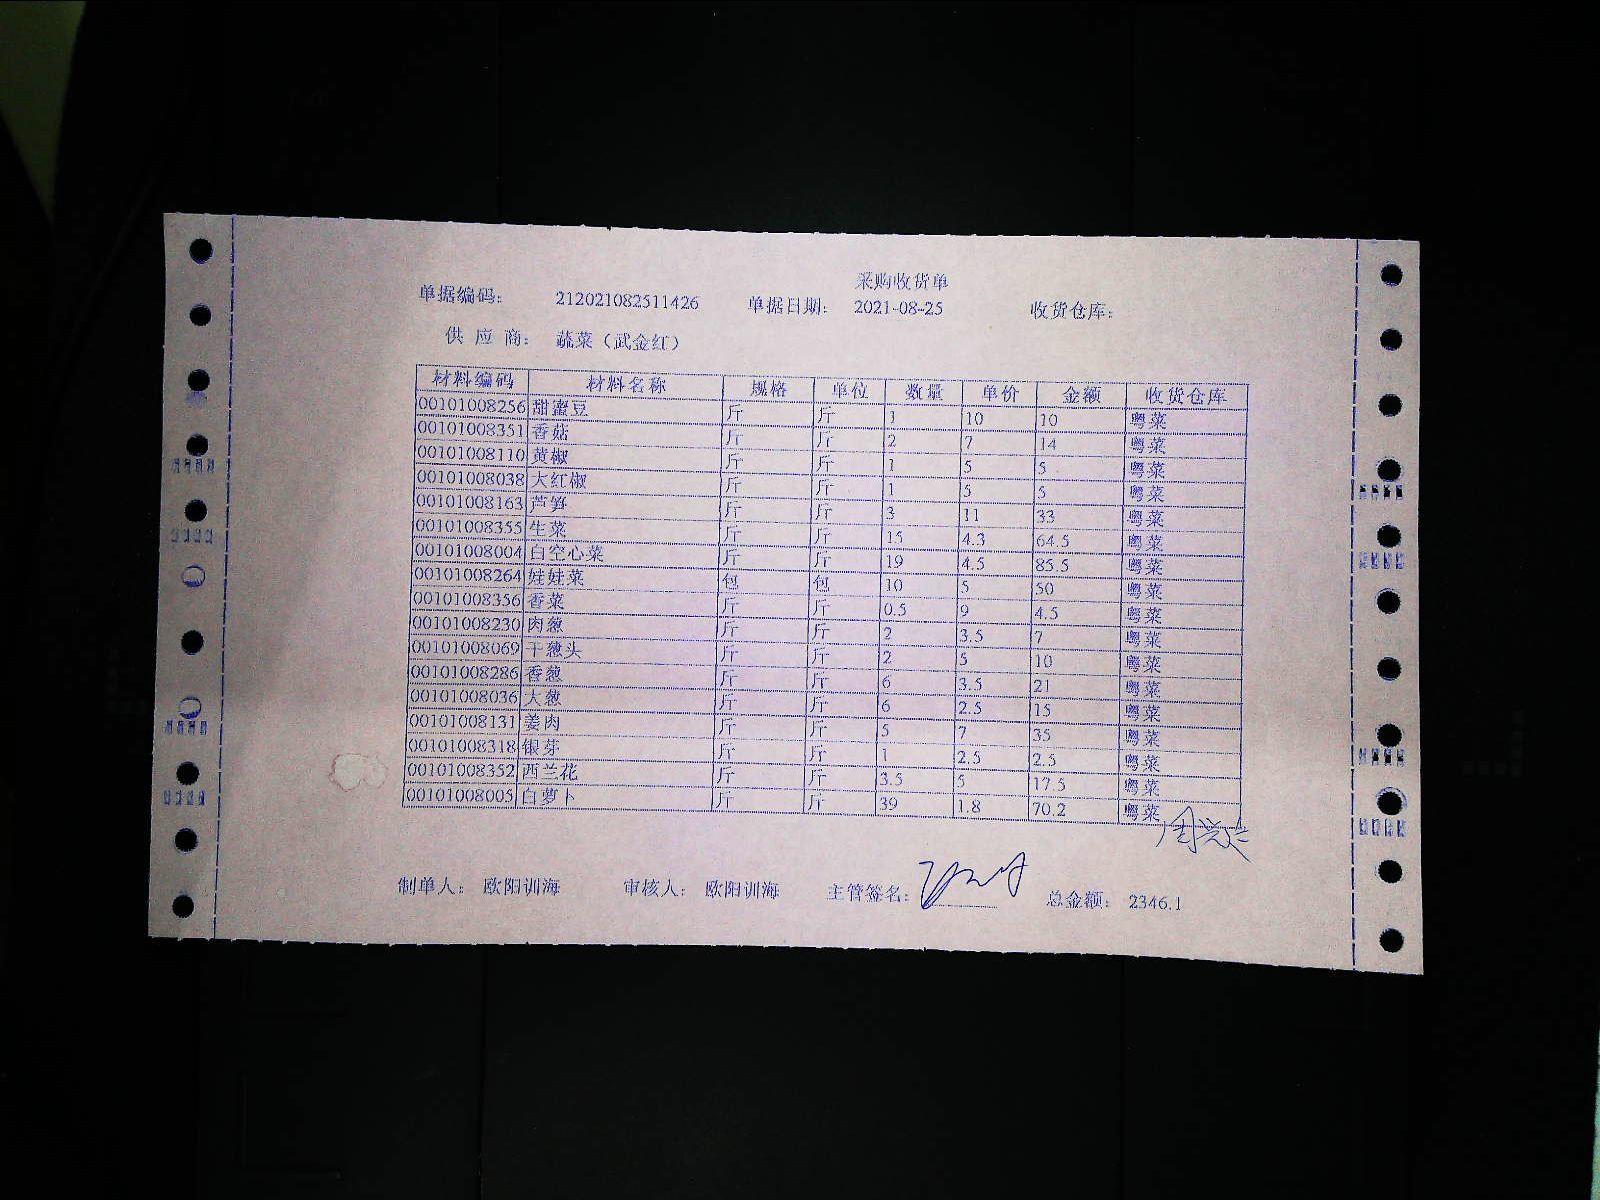 采购收货单
单据编码: 212021082511426 单据日期: 2021-08-25 收货仓库:
供应商: 蔬菜（武金红）
材料编码 材料名称 规格 单位 数量 单价 金额 收货仓库
00101008256 甜蜜豆 斤 斤 1 10 10 粤菜
00101008351 香菇 斤 斤 2 7 14 粤菜
00101008110 黄椒 斤 斤 1 5 5 粤菜
00101008038 大红椒 斤 斤 1 5 5 粤菜
00101008163 芦笋 斤 斤 3 11 33 粤菜
00101008355 生菜 斤 斤 15 4.3 64.5 粤菜
00101008004 白空心菜 斤 斤 19 4.5 85.5 粤菜
00101008264 娃娃菜 包 包 10 5 50 粤菜
00101008356 香菜 斤 斤 0.5 9 4.5 粤菜
00101008230 肉葱 斤 斤 2 3.5 7 粤菜
00101008069 干葱头 斤 斤 2 5 10 粤菜
00101008286 香葱 斤 斤 6 3.5 21 粤菜
00101008036 大葱 斤 斤 6 2.5 15 粤菜
00101008131 姜肉 斤 斤 5 7 35 粤菜
00101008318 银芽 斤 斤 1 2.5 2.5 粤菜
00101008352 西兰花 斤 斤 3.5 5 17.5 粤菜
00101008005 白萝卜 斤 斤 39 1.8 70.2 粤菜
制单人: 欧阳训海 审核人: 欧阳训海 主管签名: 总金额: 2346.1